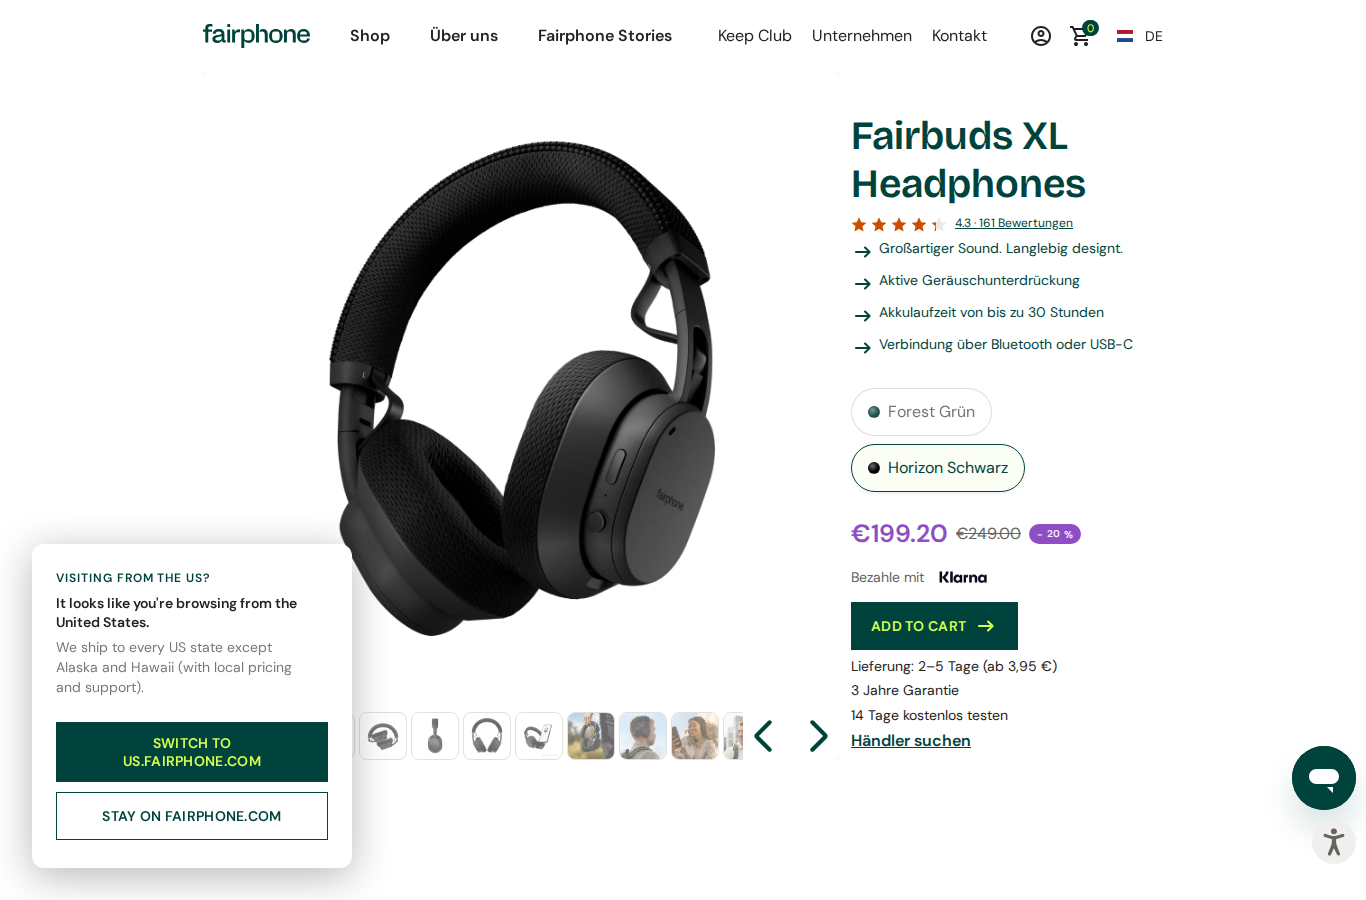 fairphone
Shop
Über uns
Fairphone Stories
Keep Club
Unternehmen
Kontakt
0
DE
Fairbuds XL
Headphones
4.3 · 161 Bewertungen
Großartiger Sound. Langlebig designt.
Aktive Geräuschunterdrückung
Akkulaufzeit von bis zu 30 Stunden
Verbindung über Bluetooth oder USB-C
Forest Grün
Horizon Schwarz
€199.20 €249.00 - 20 %
Bezahle mit Klarna
ADD TO CART
Lieferung: 2–5 Tage (ab 3,95 €)
3 Jahre Garantie
14 Tage kostenlos testen
Händler suchen
L
fairphone
VISITING FROM THE US?
It looks like you're browsing from the
United States.
We ship to every US state except
Alaska and Hawaii (with local pricing
and support).
SWITCH TO
US.FAIRPHONE.COM
STAY ON FAIRPHONE.COM